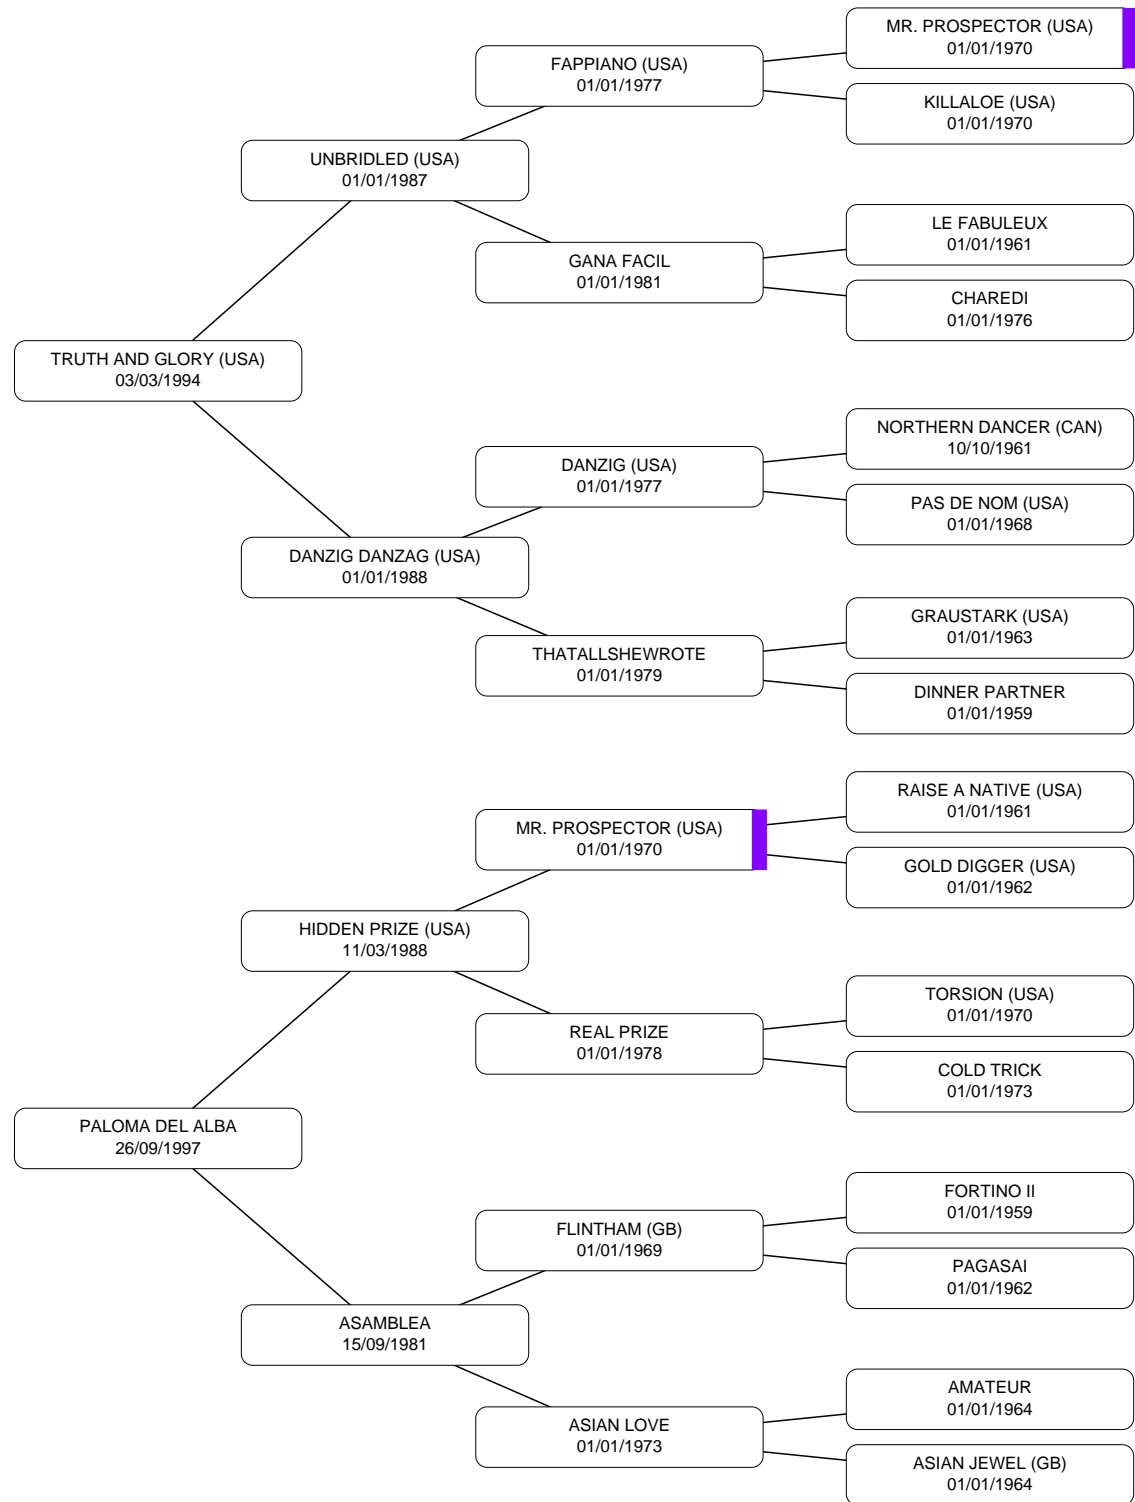 MR. PROSPECTOR (USA)
01/01/1970
FAPPIANO (USA)
01/01/1977
KILLALOE (USA)
01/01/1970
UNBRIDLED (USA)
01/01/1987
LE FABULEUX
01/01/1961
GANA FACIL
01/01/1981
CHAREDI
01/01/1976
TRUTH AND GLORY (USA)
03/03/1994
NORTHERN DANCER (CAN)
10/10/1961
DANZIG (USA)
01/01/1977
PAS DE NOM (USA)
01/01/1968
DANZIG DANZAG (USA)
01/01/1988
GRAUSTARK (USA)
01/01/1963
THATALLSHEWROTE
01/01/1979
DINNER PARTNER
01/01/1959
RAISE A NATIVE (USA)
01/01/1961
MR. PROSPECTOR (USA)
01/01/1970
GOLD DIGGER (USA)
01/01/1962
HIDDEN PRIZE (USA)
11/03/1988
TORSION (USA)
01/01/1970
REAL PRIZE
01/01/1978
COLD TRICK
01/01/1973
PALOMA DEL ALBA
26/09/1997
FORTINO II
01/01/1959
FLINTHAM (GB)
01/01/1969
PAGASAI
01/01/1962
ASAMBLEA
15/09/1981
AMATEUR
01/01/1964
ASIAN LOVE
01/01/1973
ASIAN JEWEL (GB)
01/01/1964